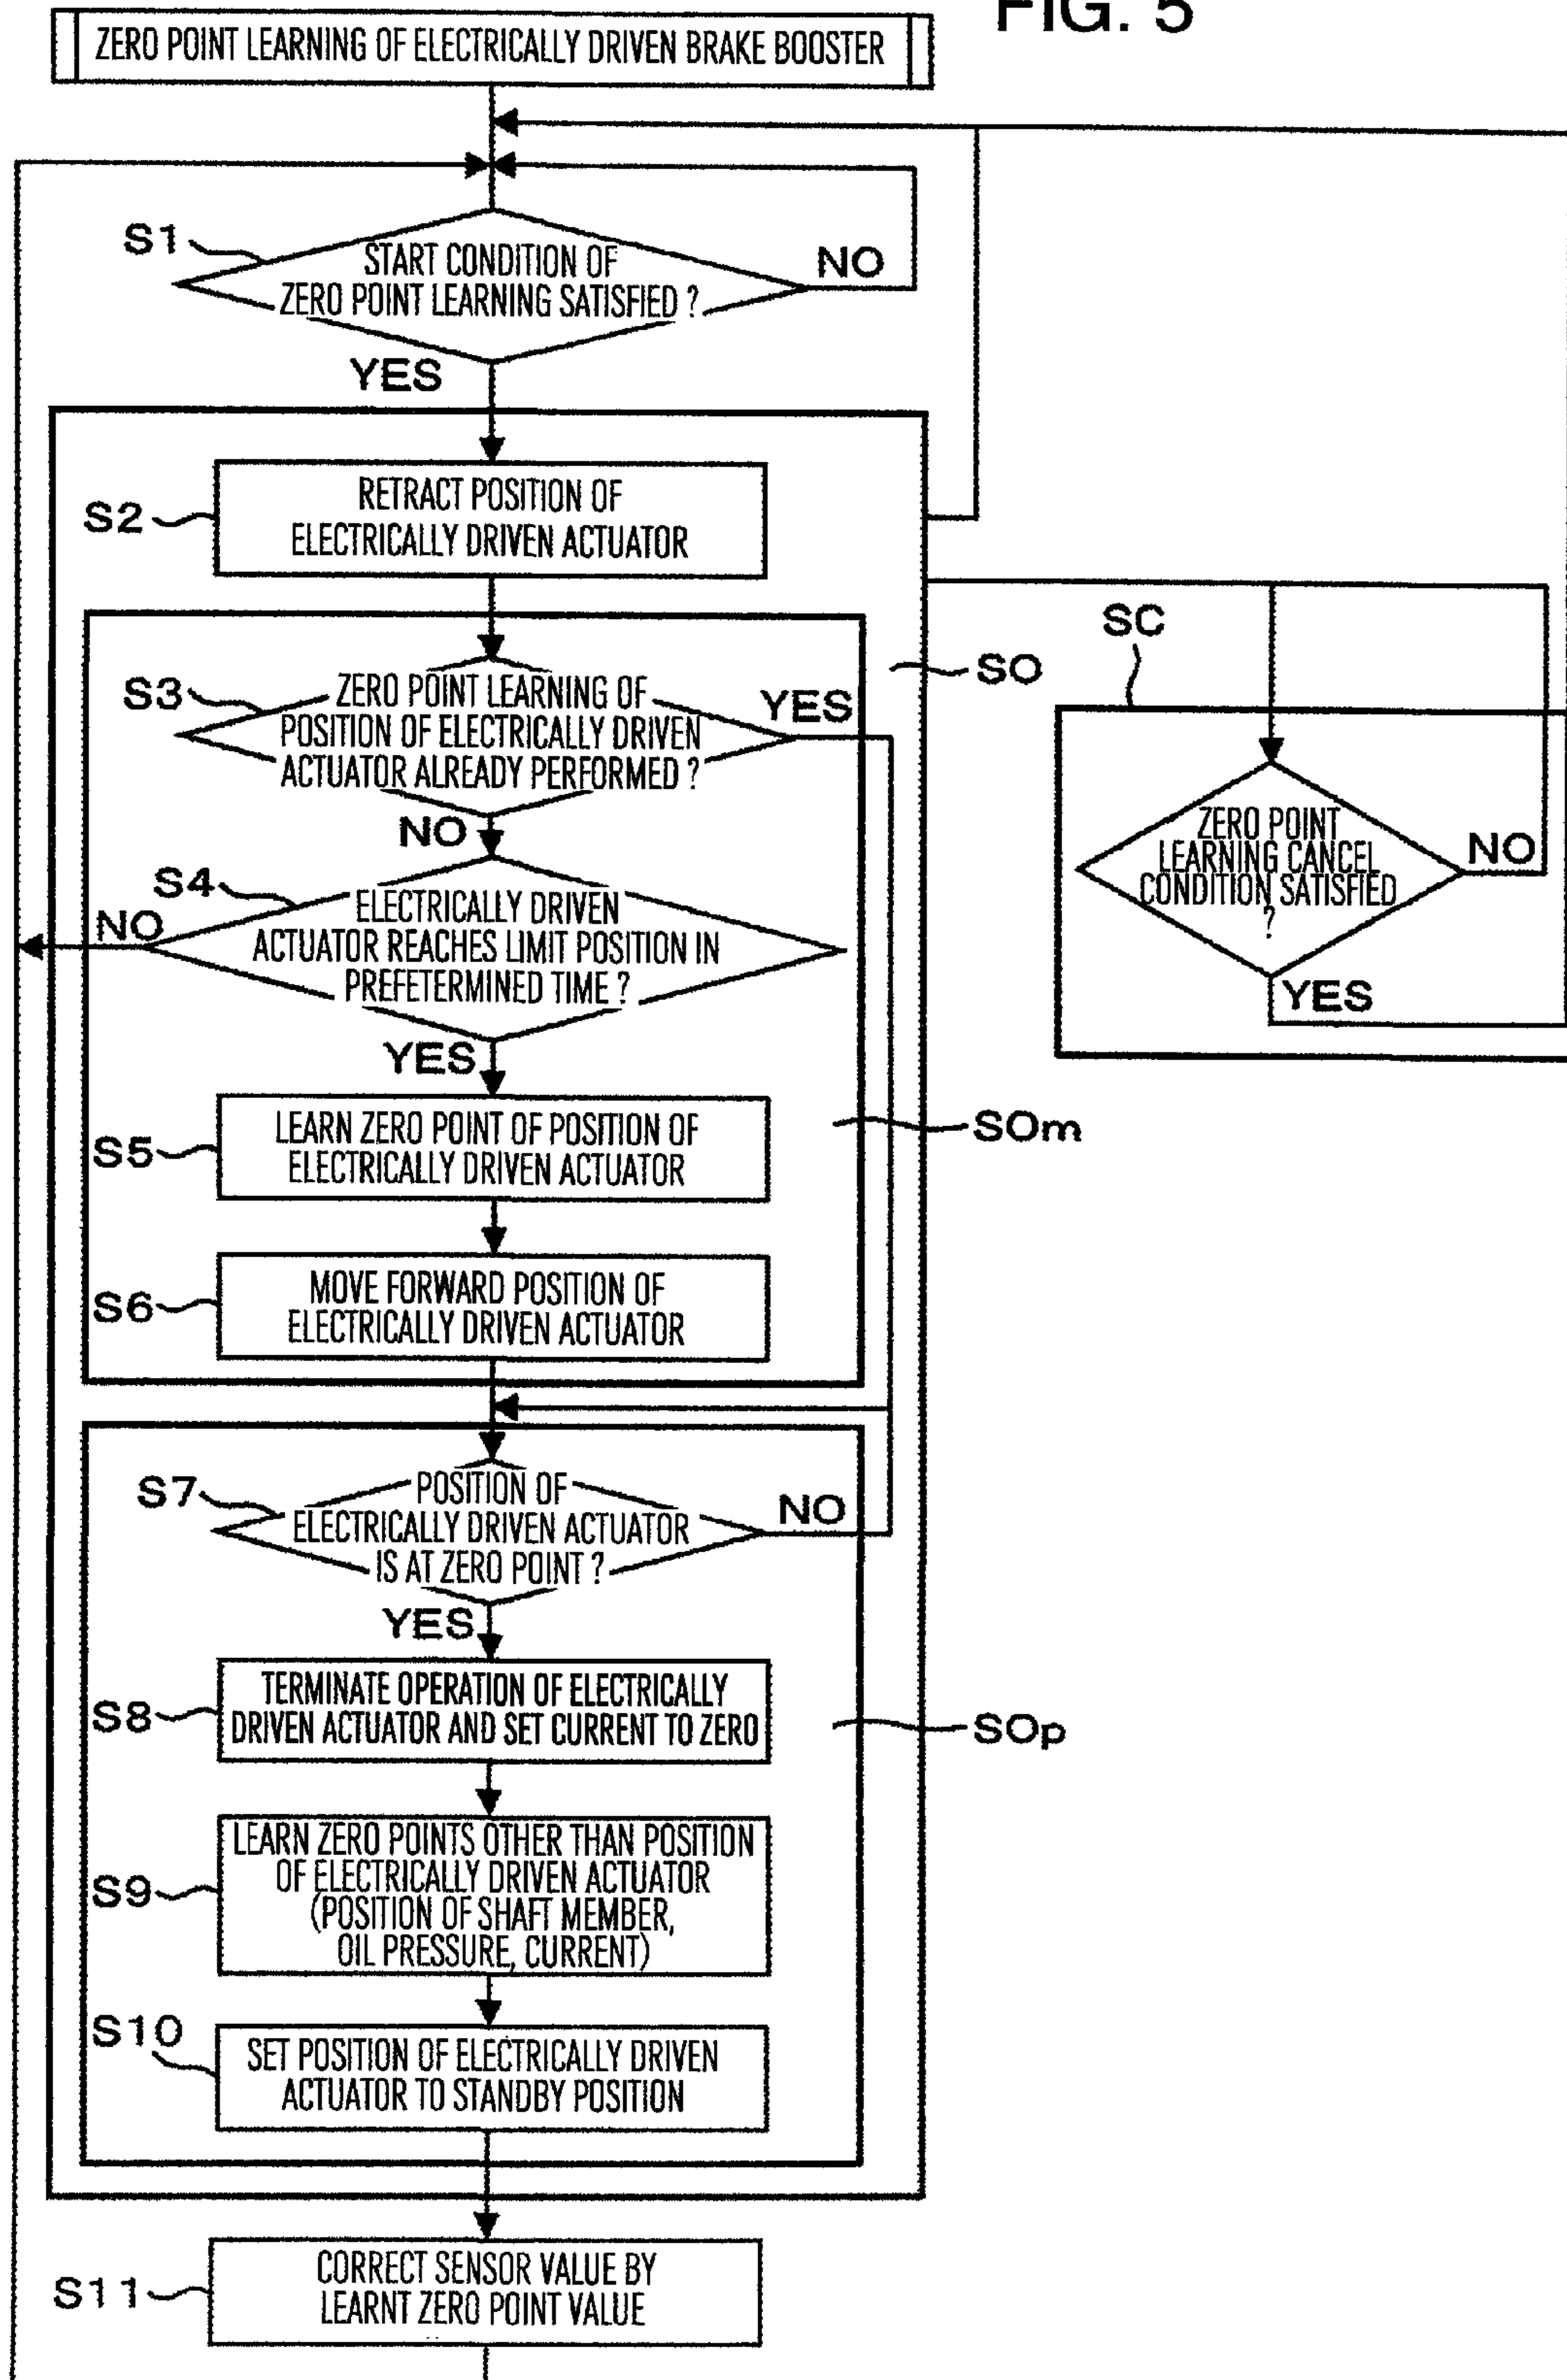 FIG. 5
ZERO POINT LEARNING OF ELECTRICALLY DRIVEN BRAKE BOOSTER
S1
START CONDITION OF
ZERO POINT LEARNING SATISFIED ?
NO
YES
S2
RETRACT POSITION OF
ELECTRICALLY DRIVEN ACTUATOR
SO
S3
ZERO POINT LEARNING OF
POSITION OF ELECTRICALLY DRIVEN
ACTUATOR ALREADY PERFORMED ?
YES
NO
SC
ZERO POINT
LEARNING CANCEL
CONDITION SATISFIED
?
NO
YES
S4
ELECTRICALLY DRIVEN
ACTUATOR REACHES LIMIT POSITION IN
PREFETERMINED TIME ?
NO
YES
S5
LEARN ZERO POINT OF POSITION OF
ELECTRICALLY DRIVEN ACTUATOR
SOm
S6
MOVE FORWARD POSITION OF
ELECTRICALLY DRIVEN ACTUATOR
S7
POSITION OF
ELECTRICALLY DRIVEN ACTUATOR
IS AT ZERO POINT ?
NO
YES
S8
TERMINATE OPERATION OF ELECTRICALLY
DRIVEN ACTUATOR AND SET CURRENT TO ZERO
SOp
S9
LEARN ZERO POINTS OTHER THAN POSITION
OF ELECTRICALLY DRIVEN ACTUATOR
(POSITION OF SHAFT MEMBER,
OIL PRESSURE, CURRENT)
S10
SET POSITION OF ELECTRICALLY DRIVEN
ACTUATOR TO STANDBY POSITION
S11
CORRECT SENSOR VALUE BY
LEARNT ZERO POINT VALUE